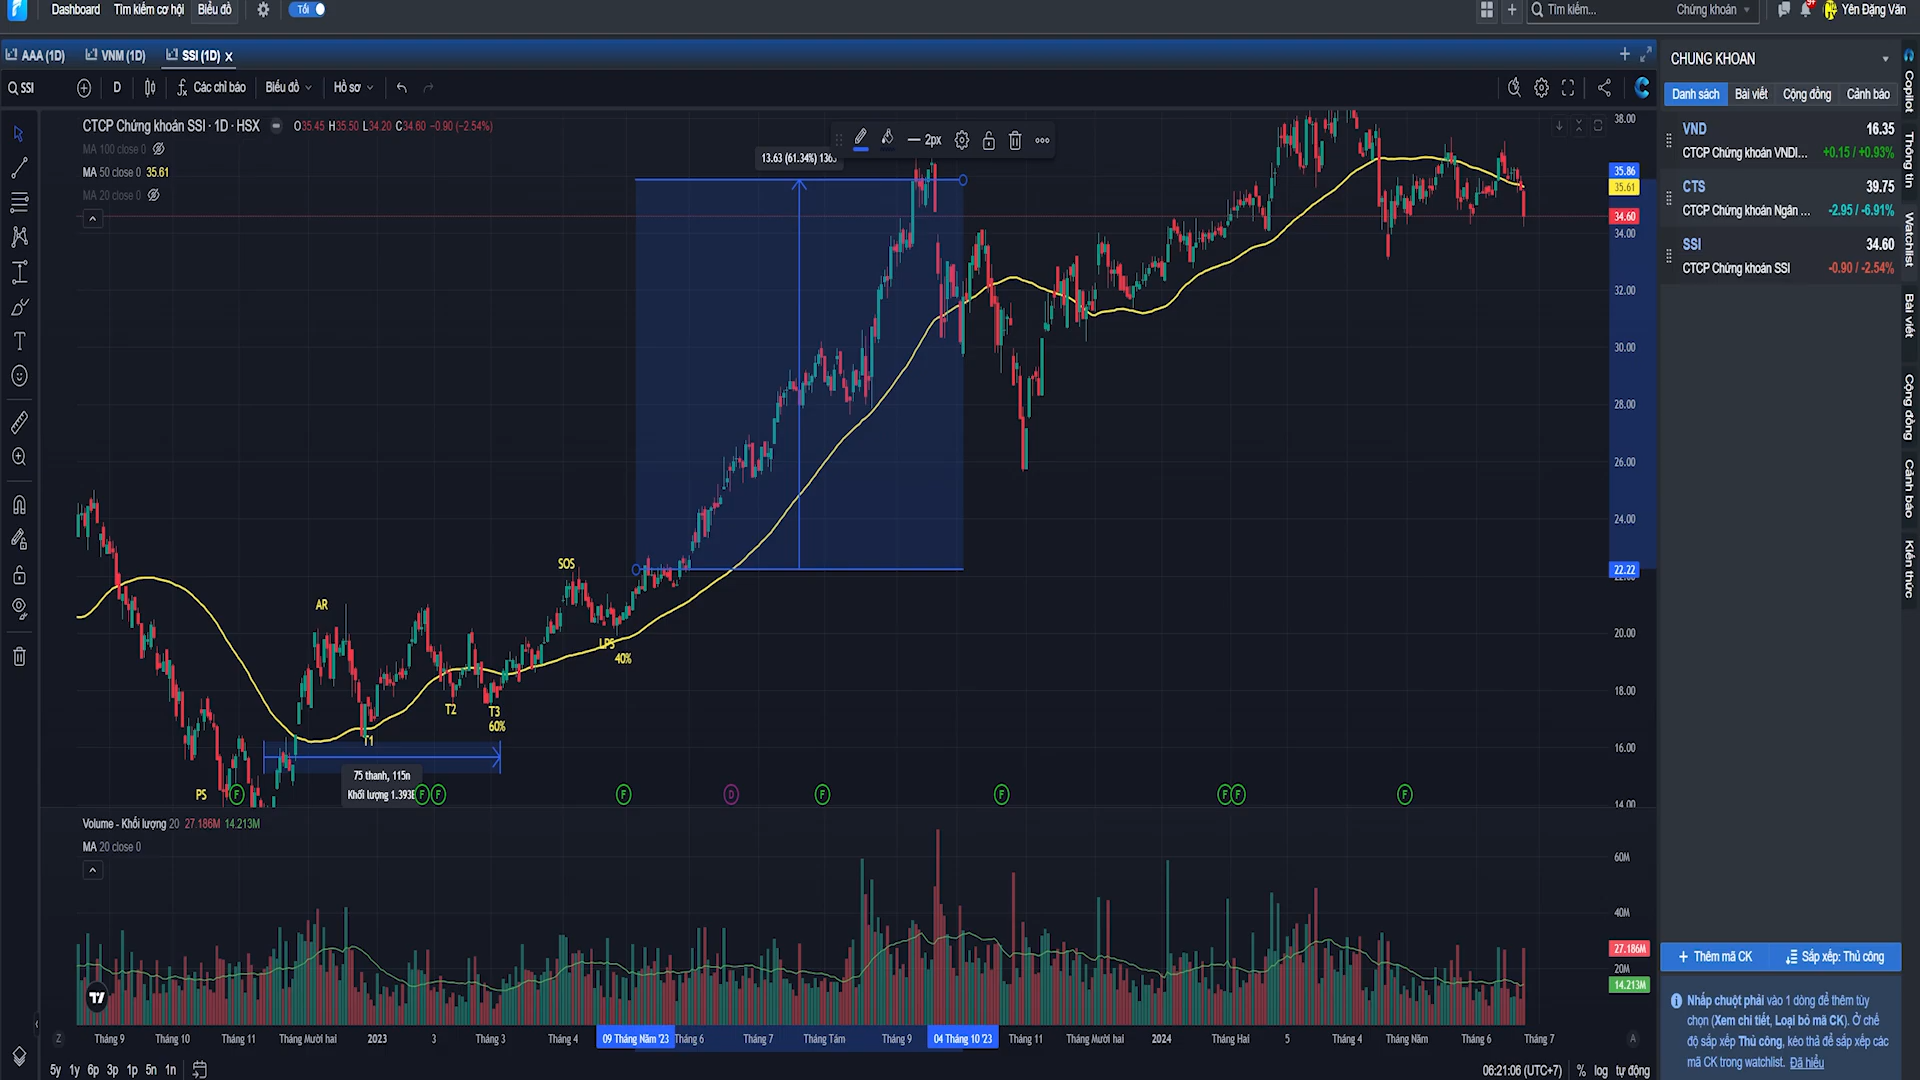 Dashboard Tìm kiếm cơ hội Biểu đồ Tối
Tìm kiếm... Chứng khoán Yên Đặng Văn
AAA (1D) VNM (1D) SSI (1D)
SSI D Các chỉ báo Biểu đồ Hồ sơ
CTCP Chứng khoán SSI · 1D · HSX O35.45 H35.50 L34.20 C34.60 -0.90 (-2.54%)
MA 100 close 0
MA 50 close 0 35.61
MA 20 close 0
2px
13.63 (61.34%)
SOS
AR
LPS
40%
T2
T3
60%
T1
PS
75 thanh, 115n
Khối lượng 1.393B
F F F F D F F F F F
38.00
35.86
35.61
34.60
34.00
32.00
30.00
28.00
26.00
24.00
22.22
20.00
18.00
16.00
14.00
Volume - Khối lượng 20 27.186M 14.213M
MA 20 close 0
60M
40M
27.186M
20M
14.213M
Z Tháng 9 Tháng 10 Tháng 11 Tháng Mười hai 2023 3 Tháng 3 Tháng 4 09 Tháng Năm '23 Tháng 6 Tháng 7 Tháng Tám Tháng 9 04 Tháng 10 '23 Tháng 11 Tháng Mười hai 2024 Tháng Hai 5 Tháng 4 Tháng Năm Tháng 6 Tháng 7 A
5y 1y 6p 3p 1p 5n 1n
06:21:06 (UTC+7) % log tự động
CHUNG KHOAN
Danh sách Bài viết Cộng đồng Cảnh báo
VND 16.35
CTCP Chứng khoán VNDI... +0.15 / +0.93%
CTS 39.75
CTCP Chứng khoán Ngân ... -2.95 / -6.91%
SSI 34.60
CTCP Chứng khoán SSI -0.90 / -2.54%
Thêm mã CK Sắp xếp: Thủ công
Nhấp chuột phải vào 1 dòng để thêm tùy
chọn (Xem chi tiết, Loại bỏ mã CK). Ở chế
độ sắp xếp Thủ công, kéo thả để sắp xếp các
mã CK trong watchlist. Đã hiểu
Copilot
Thông tin
Watchlist
Bài viết
Cộng đồng
Cảnh báo
Kiến thức